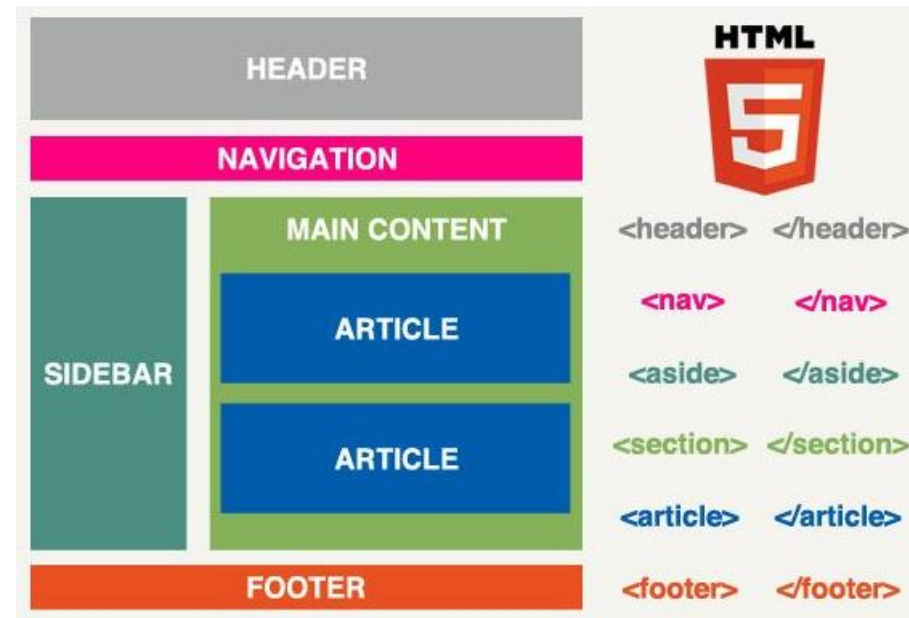 HEADER
NAVIGATION
SIDEBAR
MAIN CONTENT
ARTICLE
ARTICLE
FOOTER
HTML
5
<header> </header>
<nav> </nav>
<aside> </aside>
<section> </section>
<article> </article>
<footer> </footer>